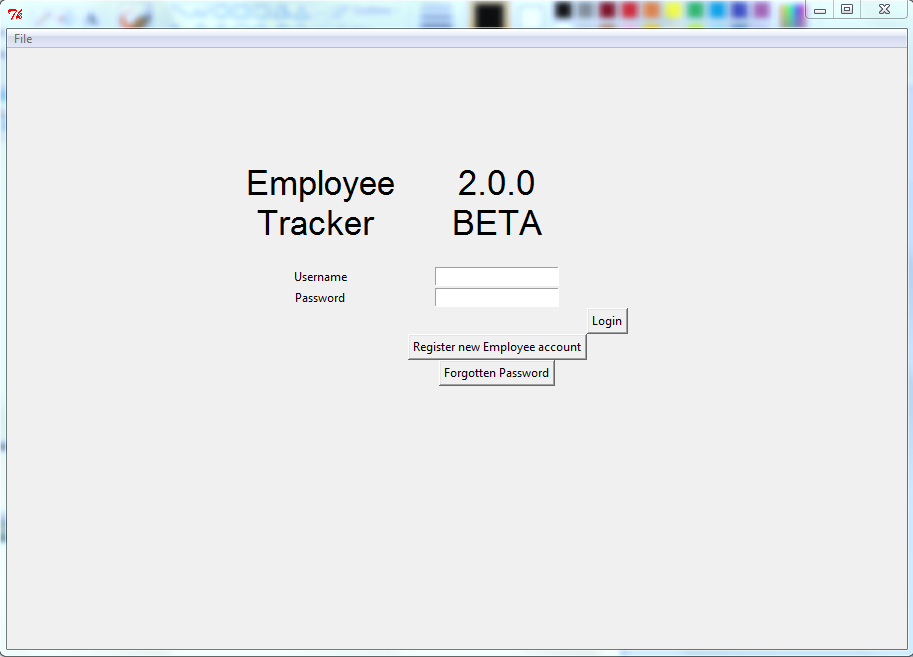 File
Employee 2.0.0
Tracker BETA
Username
Password
Login
Register new Employee account
Forgotten Password